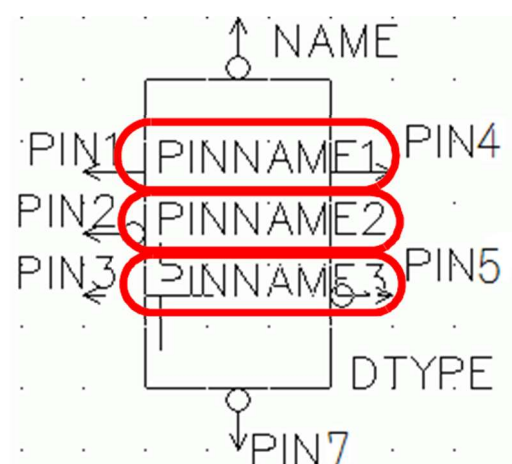 NAME
PIN1 PINNAME1 PIN4
PIN2 PINNAME2
PIN3 PINNAME3 PIN5
DTYPE
PIN7